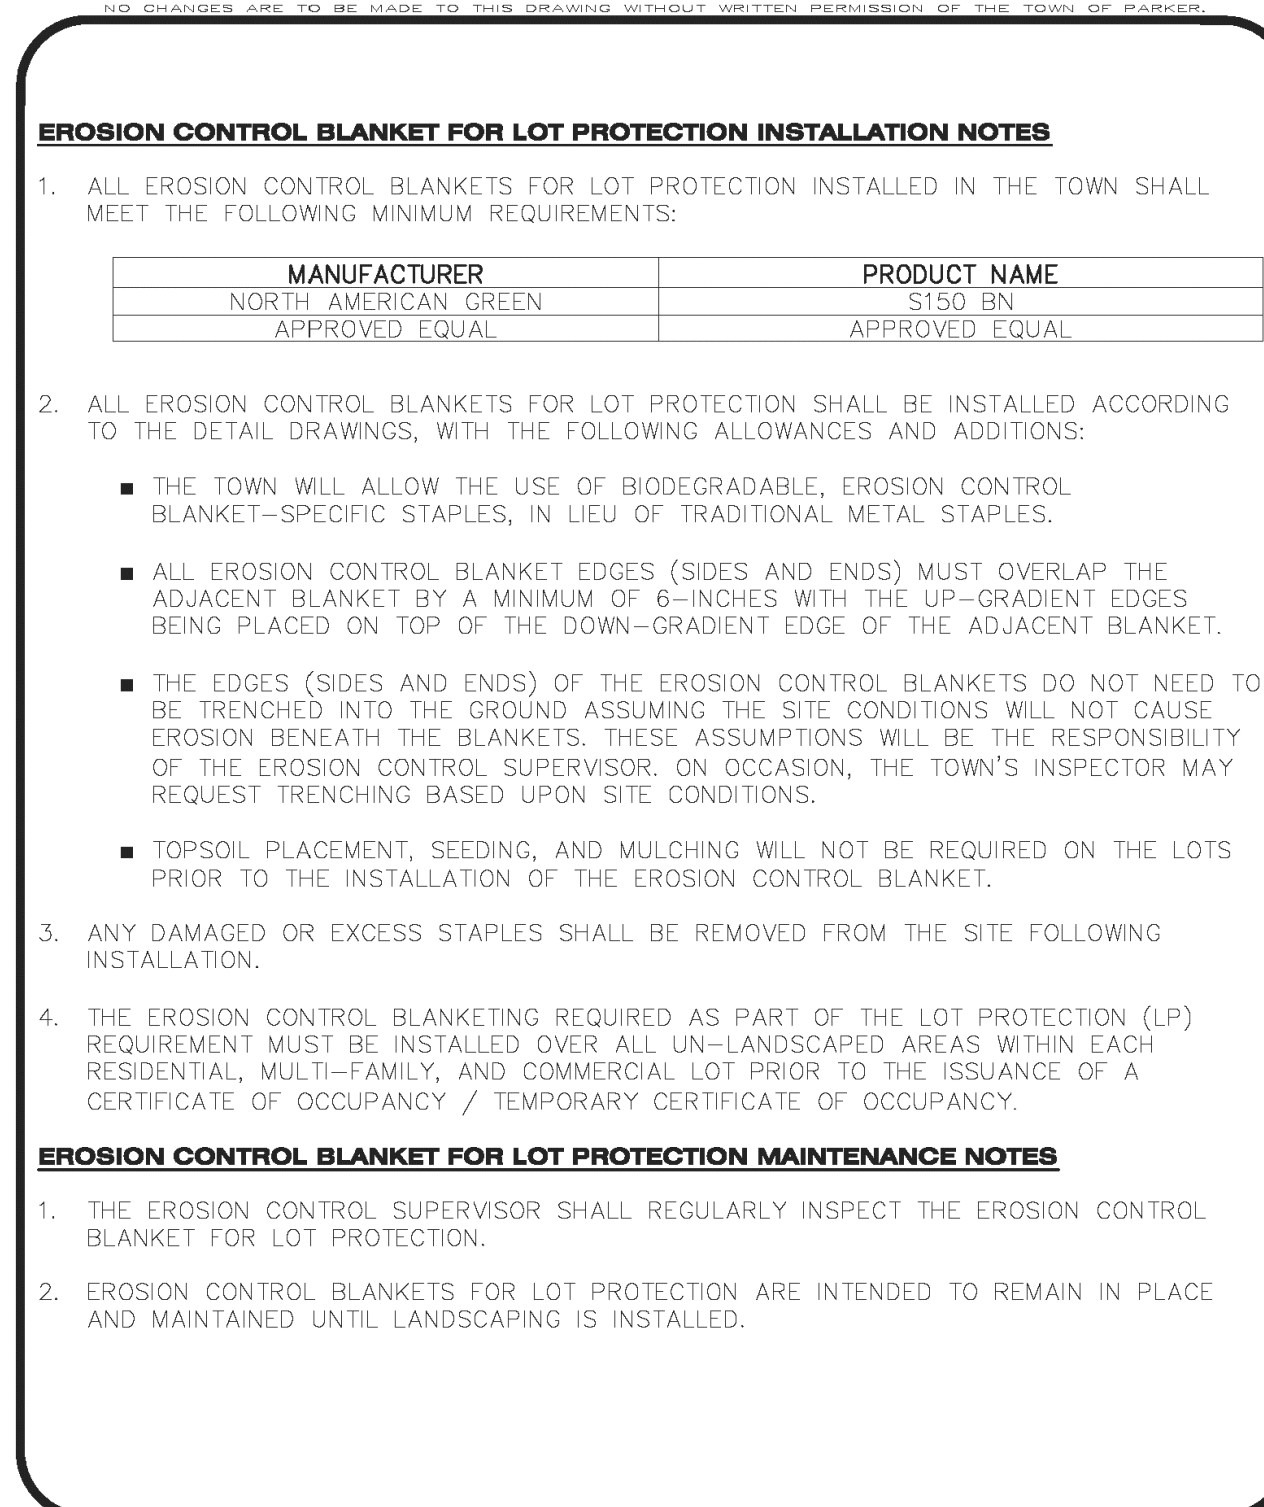 NO CHANGES ARE TO BE MADE TO THIS DRAWING WITHOUT WRITTEN PERMISSION OF THE TOWN OF PARKER.
EROSION CONTROL BLANKET FOR LOT PROTECTION INSTALLATION NOTES
1. ALL EROSION CONTROL BLANKETS FOR LOT PROTECTION INSTALLED IN THE TOWN SHALL
MEET THE FOLLOWING MINIMUM REQUIREMENTS:
MANUFACTURER PRODUCT NAME
NORTH AMERICAN GREEN S150 BN
APPROVED EQUAL APPROVED EQUAL
2. ALL EROSION CONTROL BLANKETS FOR LOT PROTECTION SHALL BE INSTALLED ACCORDING
TO THE DETAIL DRAWINGS, WITH THE FOLLOWING ALLOWANCES AND ADDITIONS:
■ THE TOWN WILL ALLOW THE USE OF BIODEGRADABLE, EROSION CONTROL
BLANKET-SPECIFIC STAPLES, IN LIEU OF TRADITIONAL METAL STAPLES.
■ ALL EROSION CONTROL BLANKET EDGES (SIDES AND ENDS) MUST OVERLAP THE
ADJACENT BLANKET BY A MINIMUM OF 6-INCHES WITH THE UP-GRADIENT EDGES
BEING PLACED ON TOP OF THE DOWN-GRADIENT EDGE OF THE ADJACENT BLANKET.
■ THE EDGES (SIDES AND ENDS) OF THE EROSION CONTROL BLANKETS DO NOT NEED TO
BE TRENCHED INTO THE GROUND ASSUMING THE SITE CONDITIONS WILL NOT CAUSE
EROSION BENEATH THE BLANKETS. THESE ASSUMPTIONS WILL BE THE RESPONSIBILITY
OF THE EROSION CONTROL SUPERVISOR. ON OCCASION, THE TOWN'S INSPECTOR MAY
REQUEST TRENCHING BASED UPON SITE CONDITIONS.
■ TOPSOIL PLACEMENT, SEEDING, AND MULCHING WILL NOT BE REQUIRED ON THE LOTS
PRIOR TO THE INSTALLATION OF THE EROSION CONTROL BLANKET.
3. ANY DAMAGED OR EXCESS STAPLES SHALL BE REMOVED FROM THE SITE FOLLOWING
INSTALLATION.
4. THE EROSION CONTROL BLANKETING REQUIRED AS PART OF THE LOT PROTECTION (LP)
REQUIREMENT MUST BE INSTALLED OVER ALL UN-LANDSCAPED AREAS WITHIN EACH
RESIDENTIAL, MULTI-FAMILY, AND COMMERCIAL LOT PRIOR TO THE ISSUANCE OF A
CERTIFICATE OF OCCUPANCY / TEMPORARY CERTIFICATE OF OCCUPANCY.
EROSION CONTROL BLANKET FOR LOT PROTECTION MAINTENANCE NOTES
1. THE EROSION CONTROL SUPERVISOR SHALL REGULARLY INSPECT THE EROSION CONTROL
BLANKET FOR LOT PROTECTION.
2. EROSION CONTROL BLANKETS FOR LOT PROTECTION ARE INTENDED TO REMAIN IN PLACE
AND MAINTAINED UNTIL LANDSCAPING IS INSTALLED.